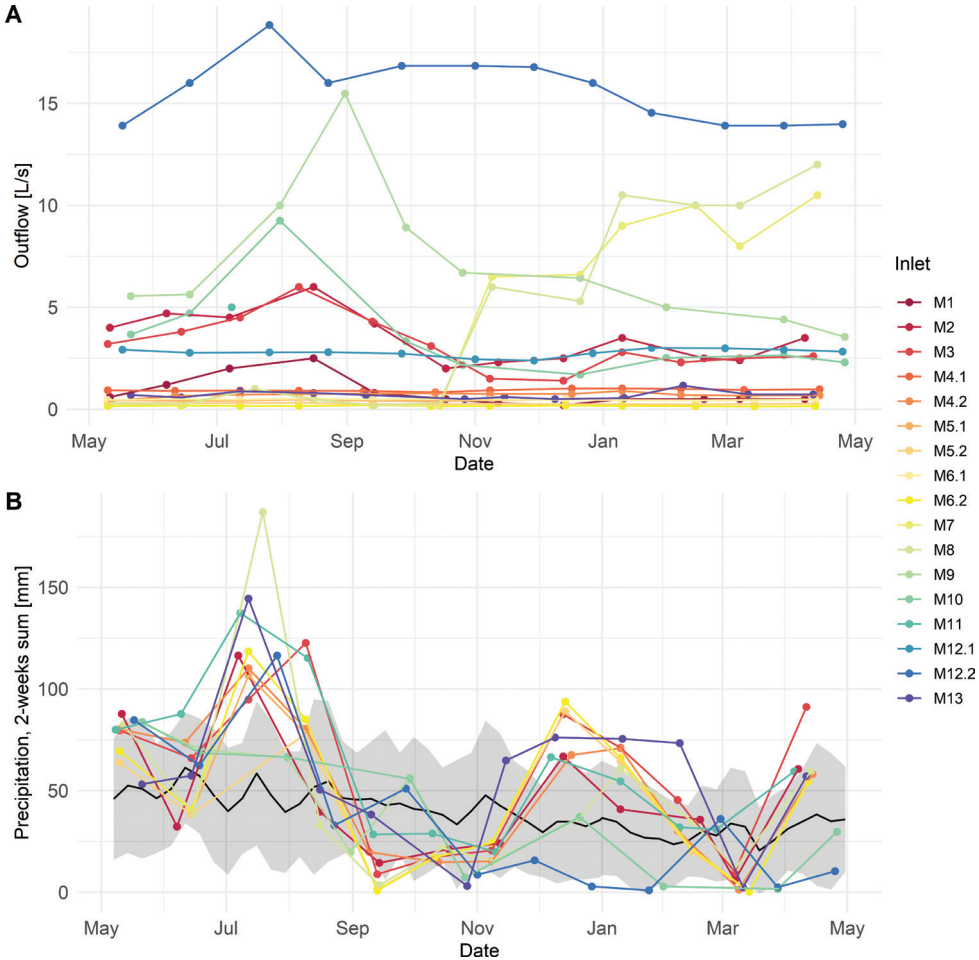 A
Outflow [L/s]
15
10
5
0
May
Jul
Sep
Nov
Jan
Mar
May
Date
B
Precipitation, 2-weeks sum [mm]
150
100
50
0
May
Jul
Sep
Nov
Jan
Mar
May
Date
Inlet
M1
M2
M3
M4.1
M4.2
M5.1
M5.2
M6.1
M6.2
M7
M8
M9
M10
M11
M12.1
M12.2
M13